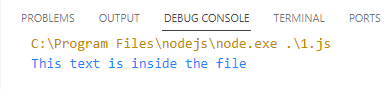 PROBLEMS OUTPUT DEBUG CONSOLE TERMINAL PORTS
C:\Program Files\nodejs\node.exe .\1.js
This text is inside the file